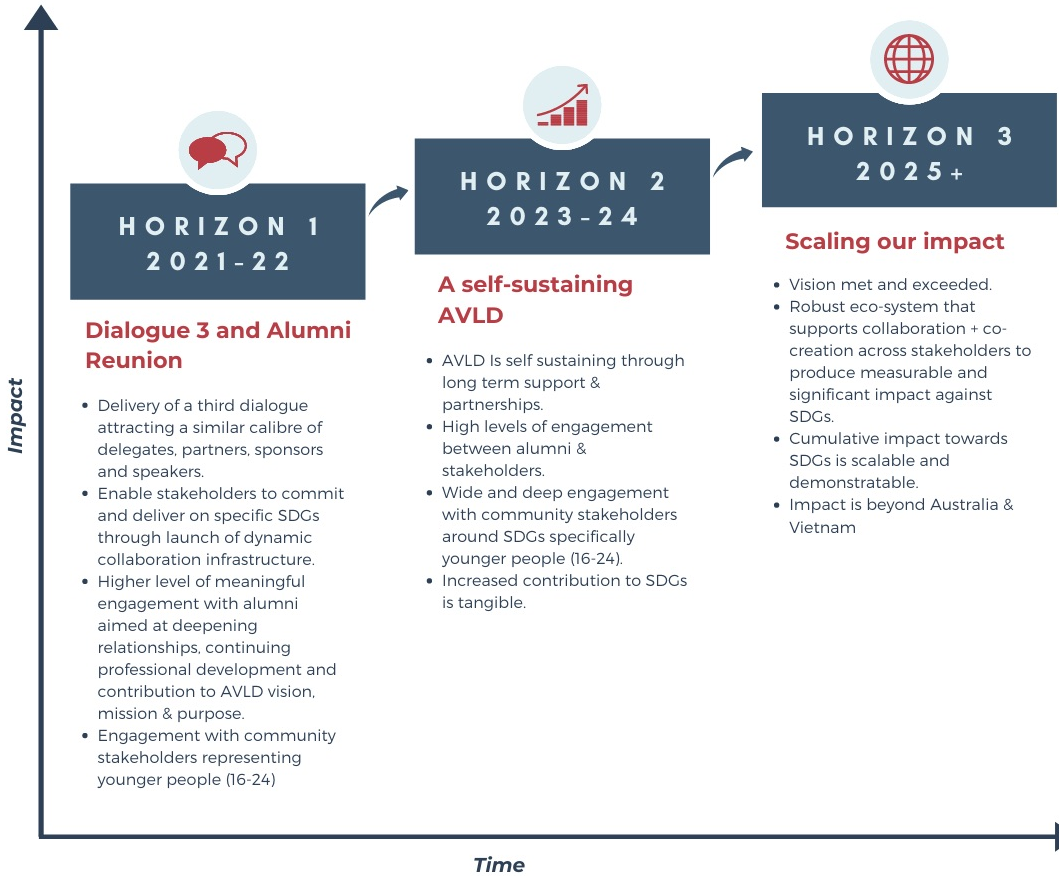 HORIZON 1
2021-22
Dialogue 3 and Alumni
Reunion
• Delivery of a third dialogue
attracting a similar calibre of
delegates, partners, sponsors
and speakers.
• Enable stakeholders to commit
and deliver on specific SDGs
through launch of dynamic
collaboration infrastructure.
• Higher level of meaningful
engagement with alumni
aimed at deepening
relationships, continuing
professional development and
contribution to AVLD vision,
mission & purpose.
• Engagement with community
stakeholders representing
younger people (16-24)
HORIZON 2
2023-24
A self-sustaining
AVLD
• AVLD Is self sustaining through
long term support &
partnerships.
• High levels of engagement
between alumni &
stakeholders.
• Wide and deep engagement
with community stakeholders
around SDGs specifically
younger people (16-24).
• Increased contribution to SDGs
is tangible.
HORIZON 3
2025+
Scaling our impact
• Vision met and exceeded.
• Robust eco-system that
supports collaboration + co-
creation across stakeholders to
produce measurable and
significant impact against
SDGs.
• Cumulative impact towards
SDGs is scalable and
demonstratable.
• Impact is beyond Australia &
Vietnam
Impact
Time